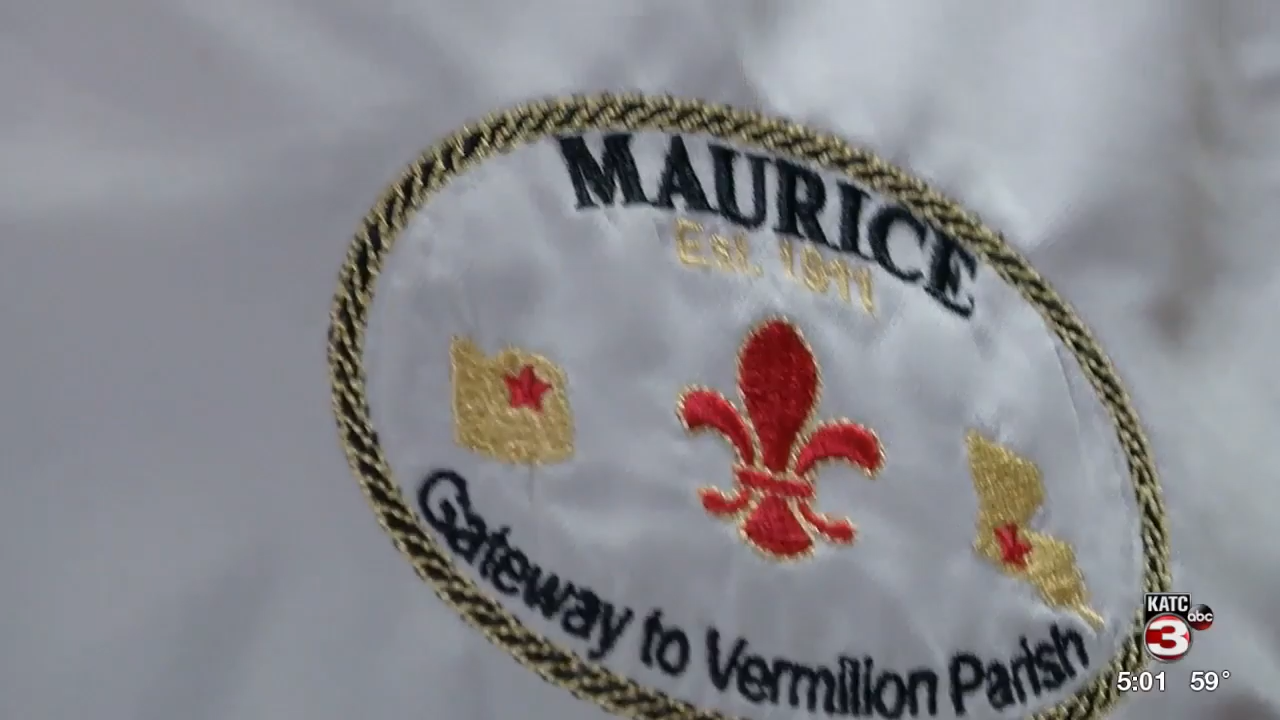 MAURICE
Est. 1911
Gateway to Vermilion Parish
KATC
abc
3
5:01 59°